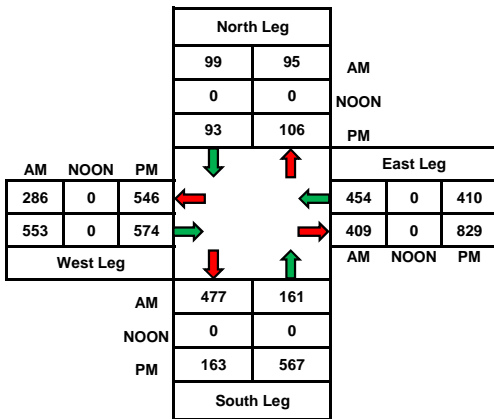 North Leg
99 95 AM
0 0 NOON
93 106 PM
AM NOON PM East Leg
286 0 546 454 0 410
553 0 574 409 0 829
West Leg AM NOON PM
AM 477 161
NOON 0 0
PM 163 567
South Leg